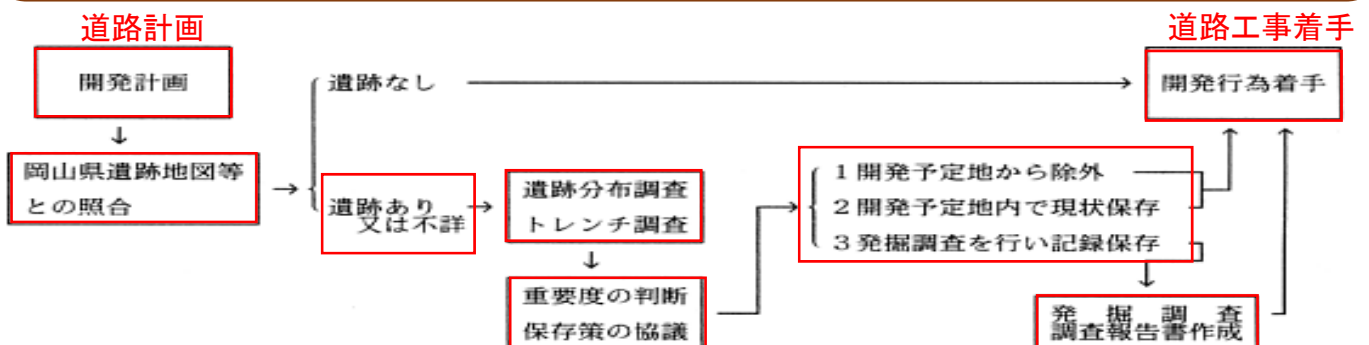 道路計画
道路工事着手
開発計画
遺跡なし
開発行為着手
岡山県遺跡地図等
との照合
遺跡あり
又は不詳
遺跡分布調査
トレンチ調査
1開発予定地から除外
2開発予定地内で現状保存
3発掘調査を行い記録保存
重要度の判断
保存策の協議
発掘調査
調査報告書作成